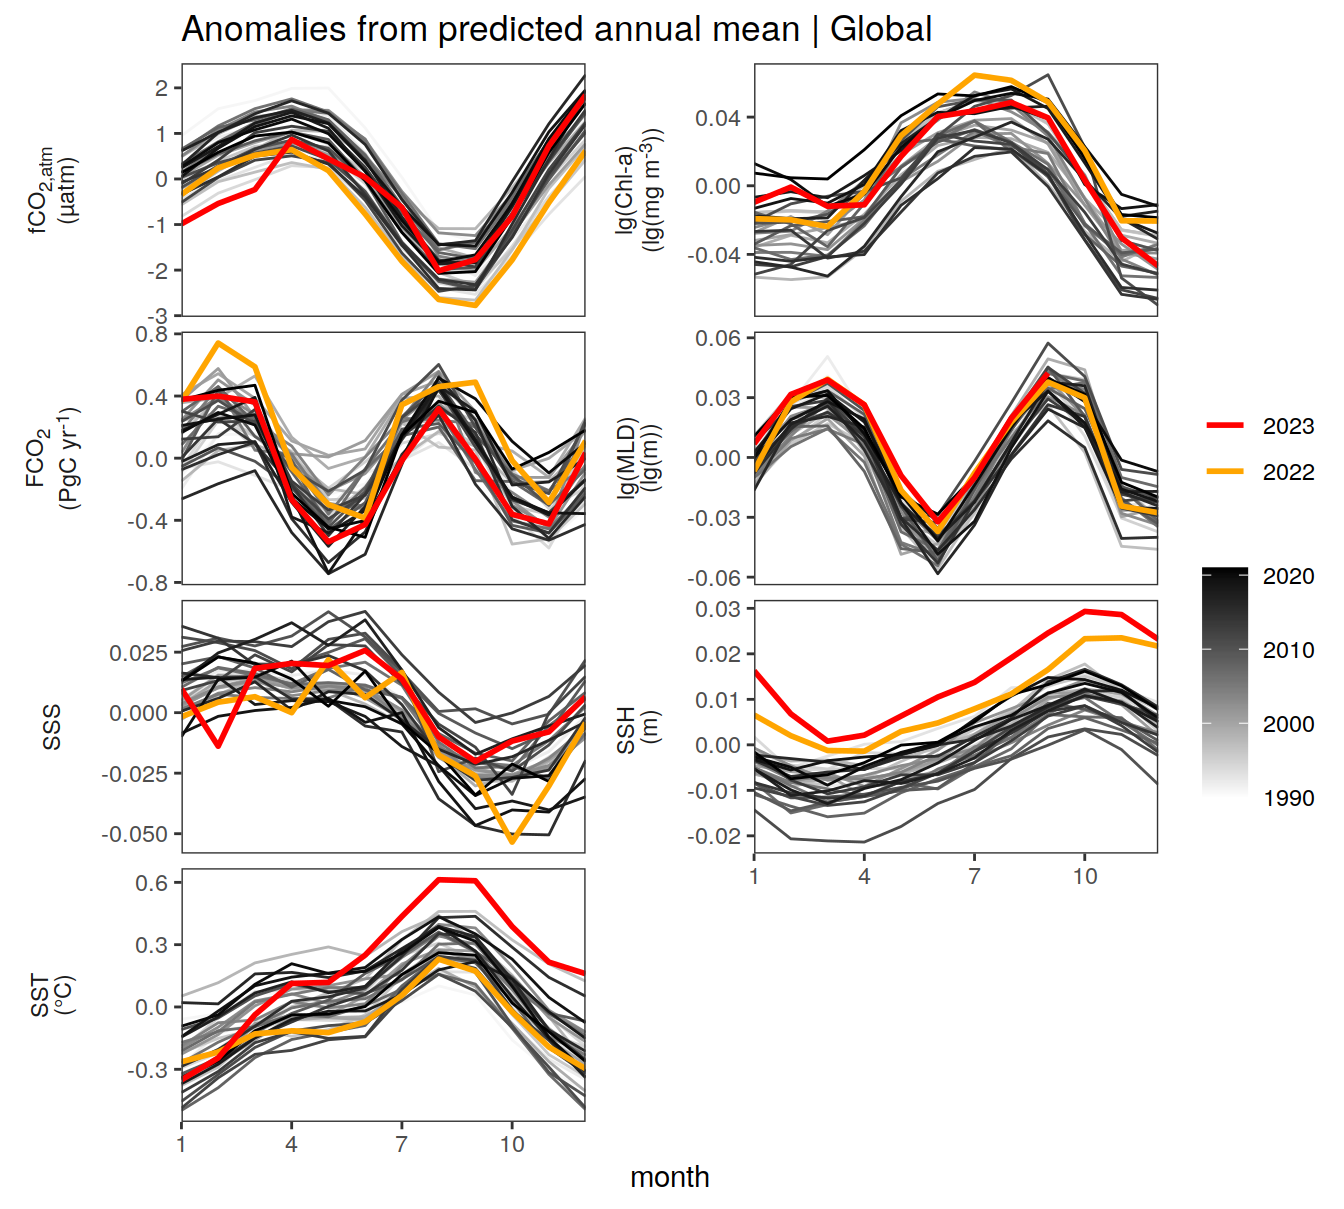 Anomalies from predicted annual mean | Global
fCO2,atm
(µatm)
2
1
0
-1
-2
-3
lg(Chl-a)
(lg(mg m-3))
0.04
0.00
-0.04
FCO2
(PgC yr-1)
0.8
0.4
0.0
-0.4
-0.8
lg(MLD)
(lg(m))
0.06
0.03
0.00
-0.03
-0.06
SSS
0.025
0.000
-0.025
-0.050
SSH
(m)
0.03
0.02
0.01
0.00
-0.01
-0.02
1 4 7 10
SST
(°C)
0.6
0.3
0.0
-0.3
1 4 7 10
month
2023
2022
2020
2010
2000
1990